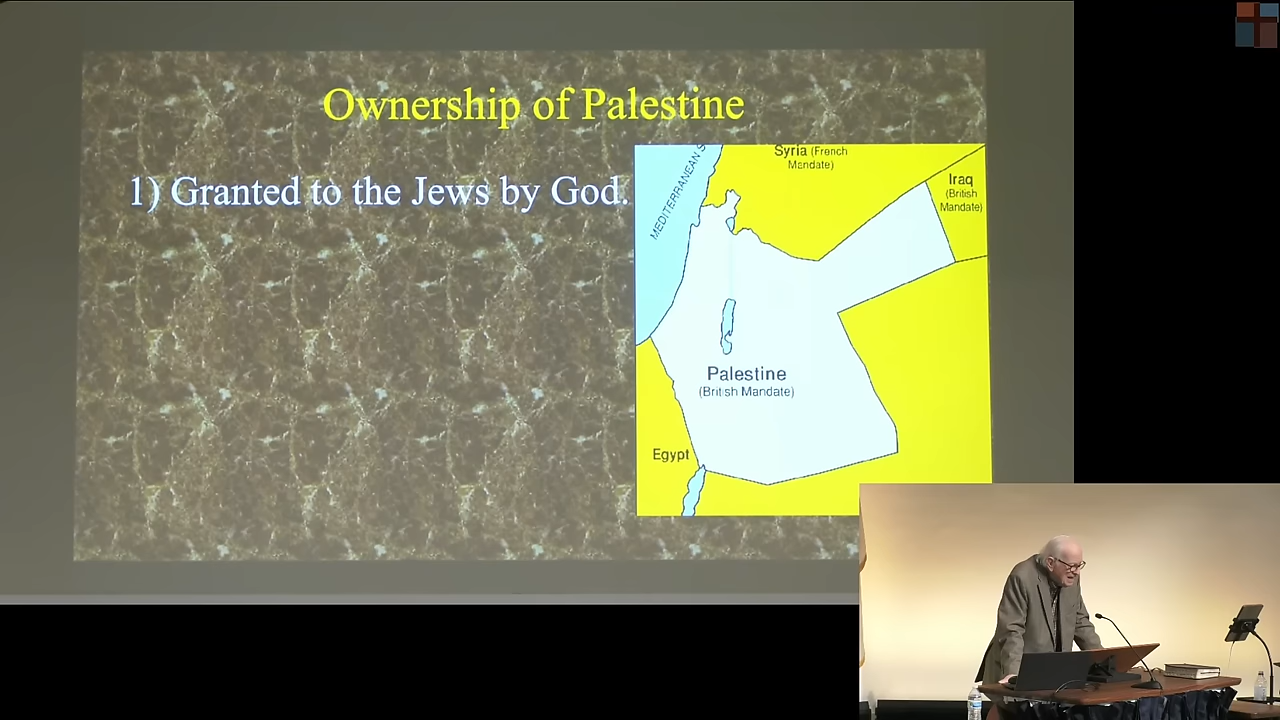 Ownership of Palestine
1) Granted to the Jews by God.
MEDITERRANEAN S
Syria (French
Mandate)
Iraq
(British
Mandate)
Palestine
(British Mandate)
Egypt